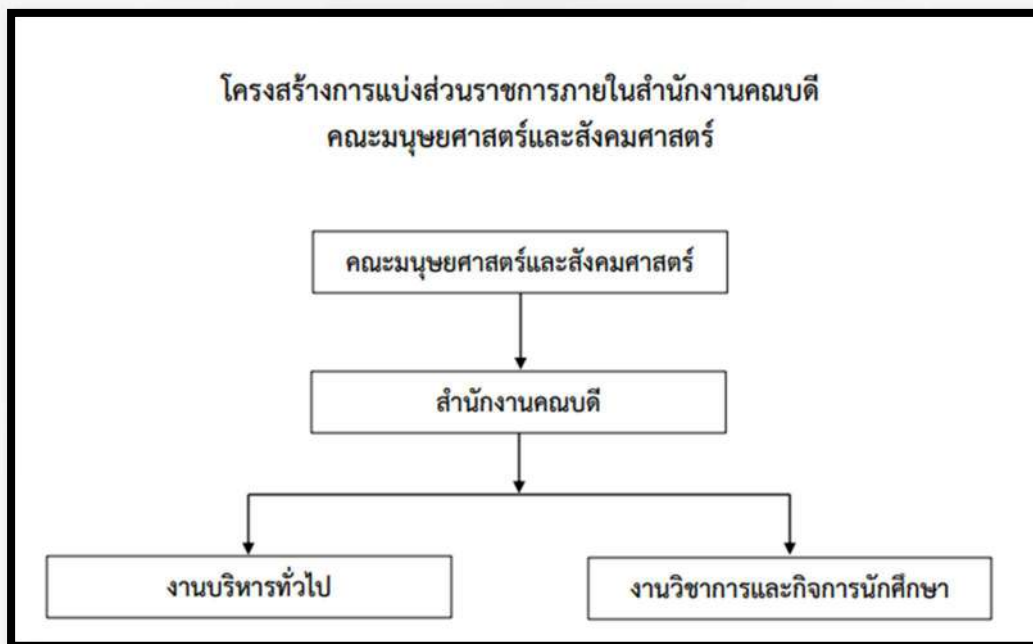 โครงสร้างการแบ่งส่วนราชการภายในสำนักงานคณบดี
คณะมนุษยศาสตร์และสังคมศาสตร์
คณะมนุษยศาสตร์และสังคมศาสตร์
สำนักงานคณบดี
งานบริหารทั่วไป
งานวิชาการและกิจการนักศึกษา